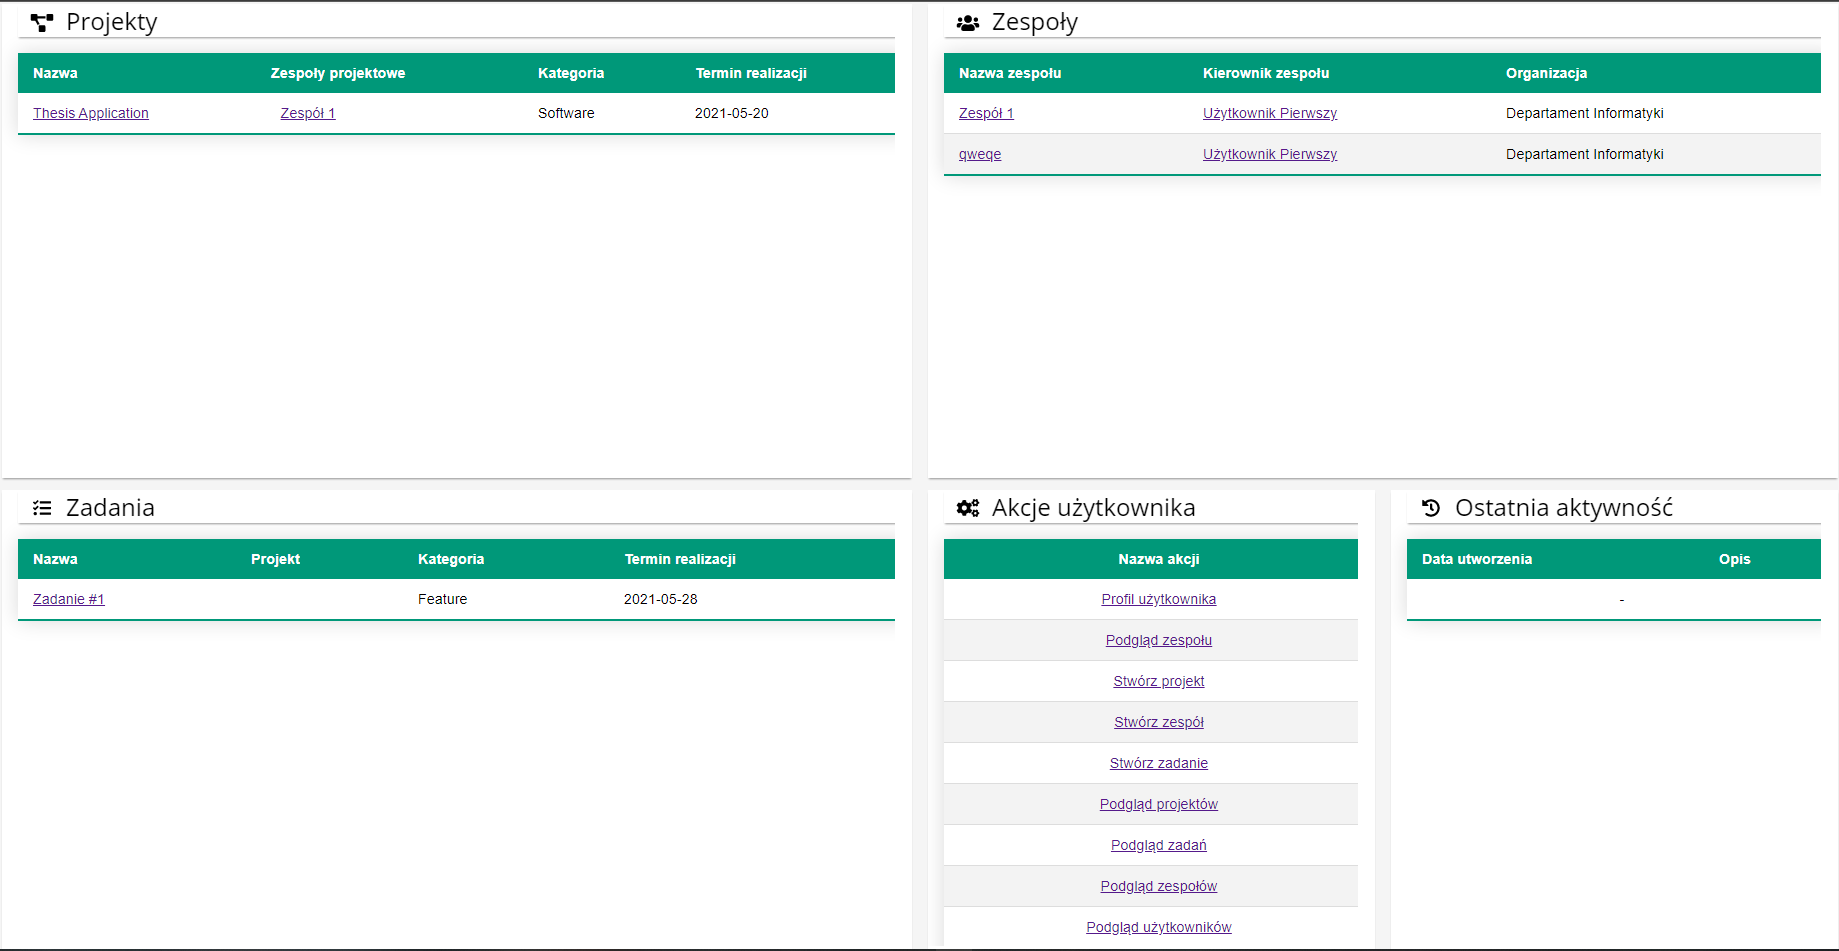 Projekty
Nazwa Zespoły projektowe Kategoria Termin realizacji
Thesis Application Zespół 1 Software 2021-05-20
Zespoły
Nazwa zespołu Kierownik zespołu Organizacja
Zespół 1 Użytkownik Pierwszy Departament Informatyki
qweqe Użytkownik Pierwszy Departament Informatyki
Zadania
Nazwa Projekt Kategoria Termin realizacji
Zadanie #1 Feature 2021-05-28
Akcje użytkownika
Nazwa akcji
Profil użytkownika
Podgląd zespołu
Stwórz projekt
Stwórz zespół
Stwórz zadanie
Podgląd projektów
Podgląd zadań
Podgląd zespołów
Podgląd użytkowników
Ostatnia aktywność
Data utworzenia Opis
-